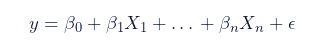 y = β₀ + β₁X₁ + … + βₙXₙ + ϵ